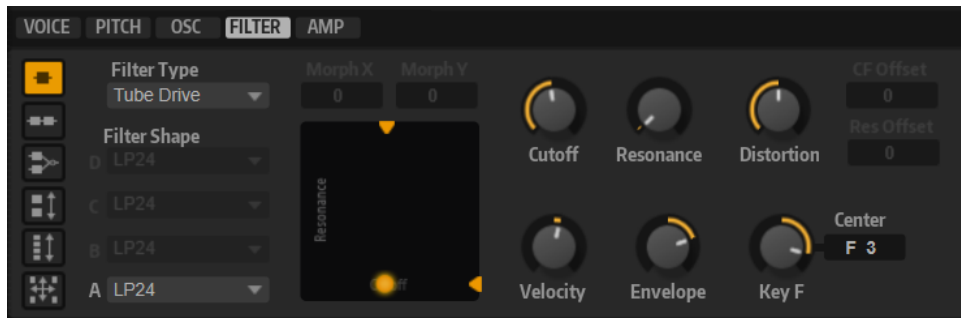 VOICE PITCH OSC FILTER AMP
Filter Type
Tube Drive
Filter Shape
D LP24
C LP24
B LP24
A LP24
Morph X Morph Y
0 0
Resonance
Cutoff Resonance Distortion
CF Offset
0
Res Offset
0
Velocity Envelope Key F
Center
F 3